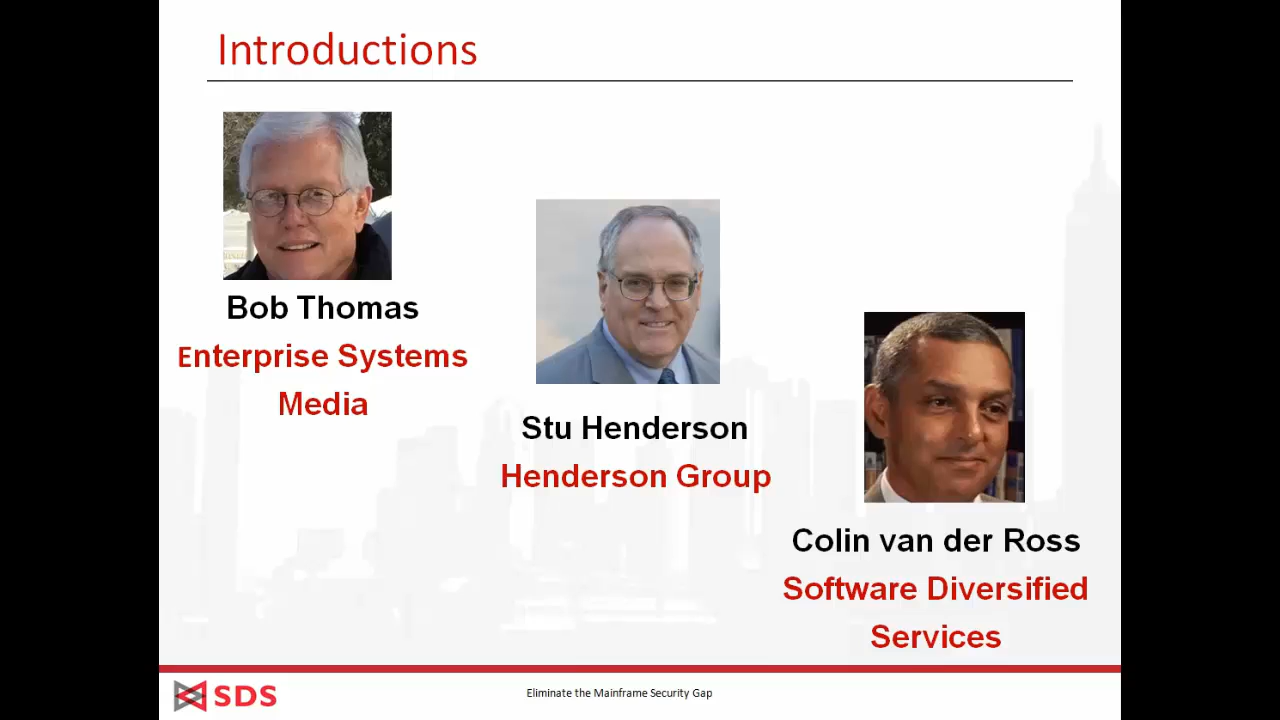 Introductions
Bob Thomas
Enterprise Systems
Media
Stu Henderson
Henderson Group
Colin van der Ross
Software Diversified
Services
SDS
Eliminate the Mainframe Security Gap